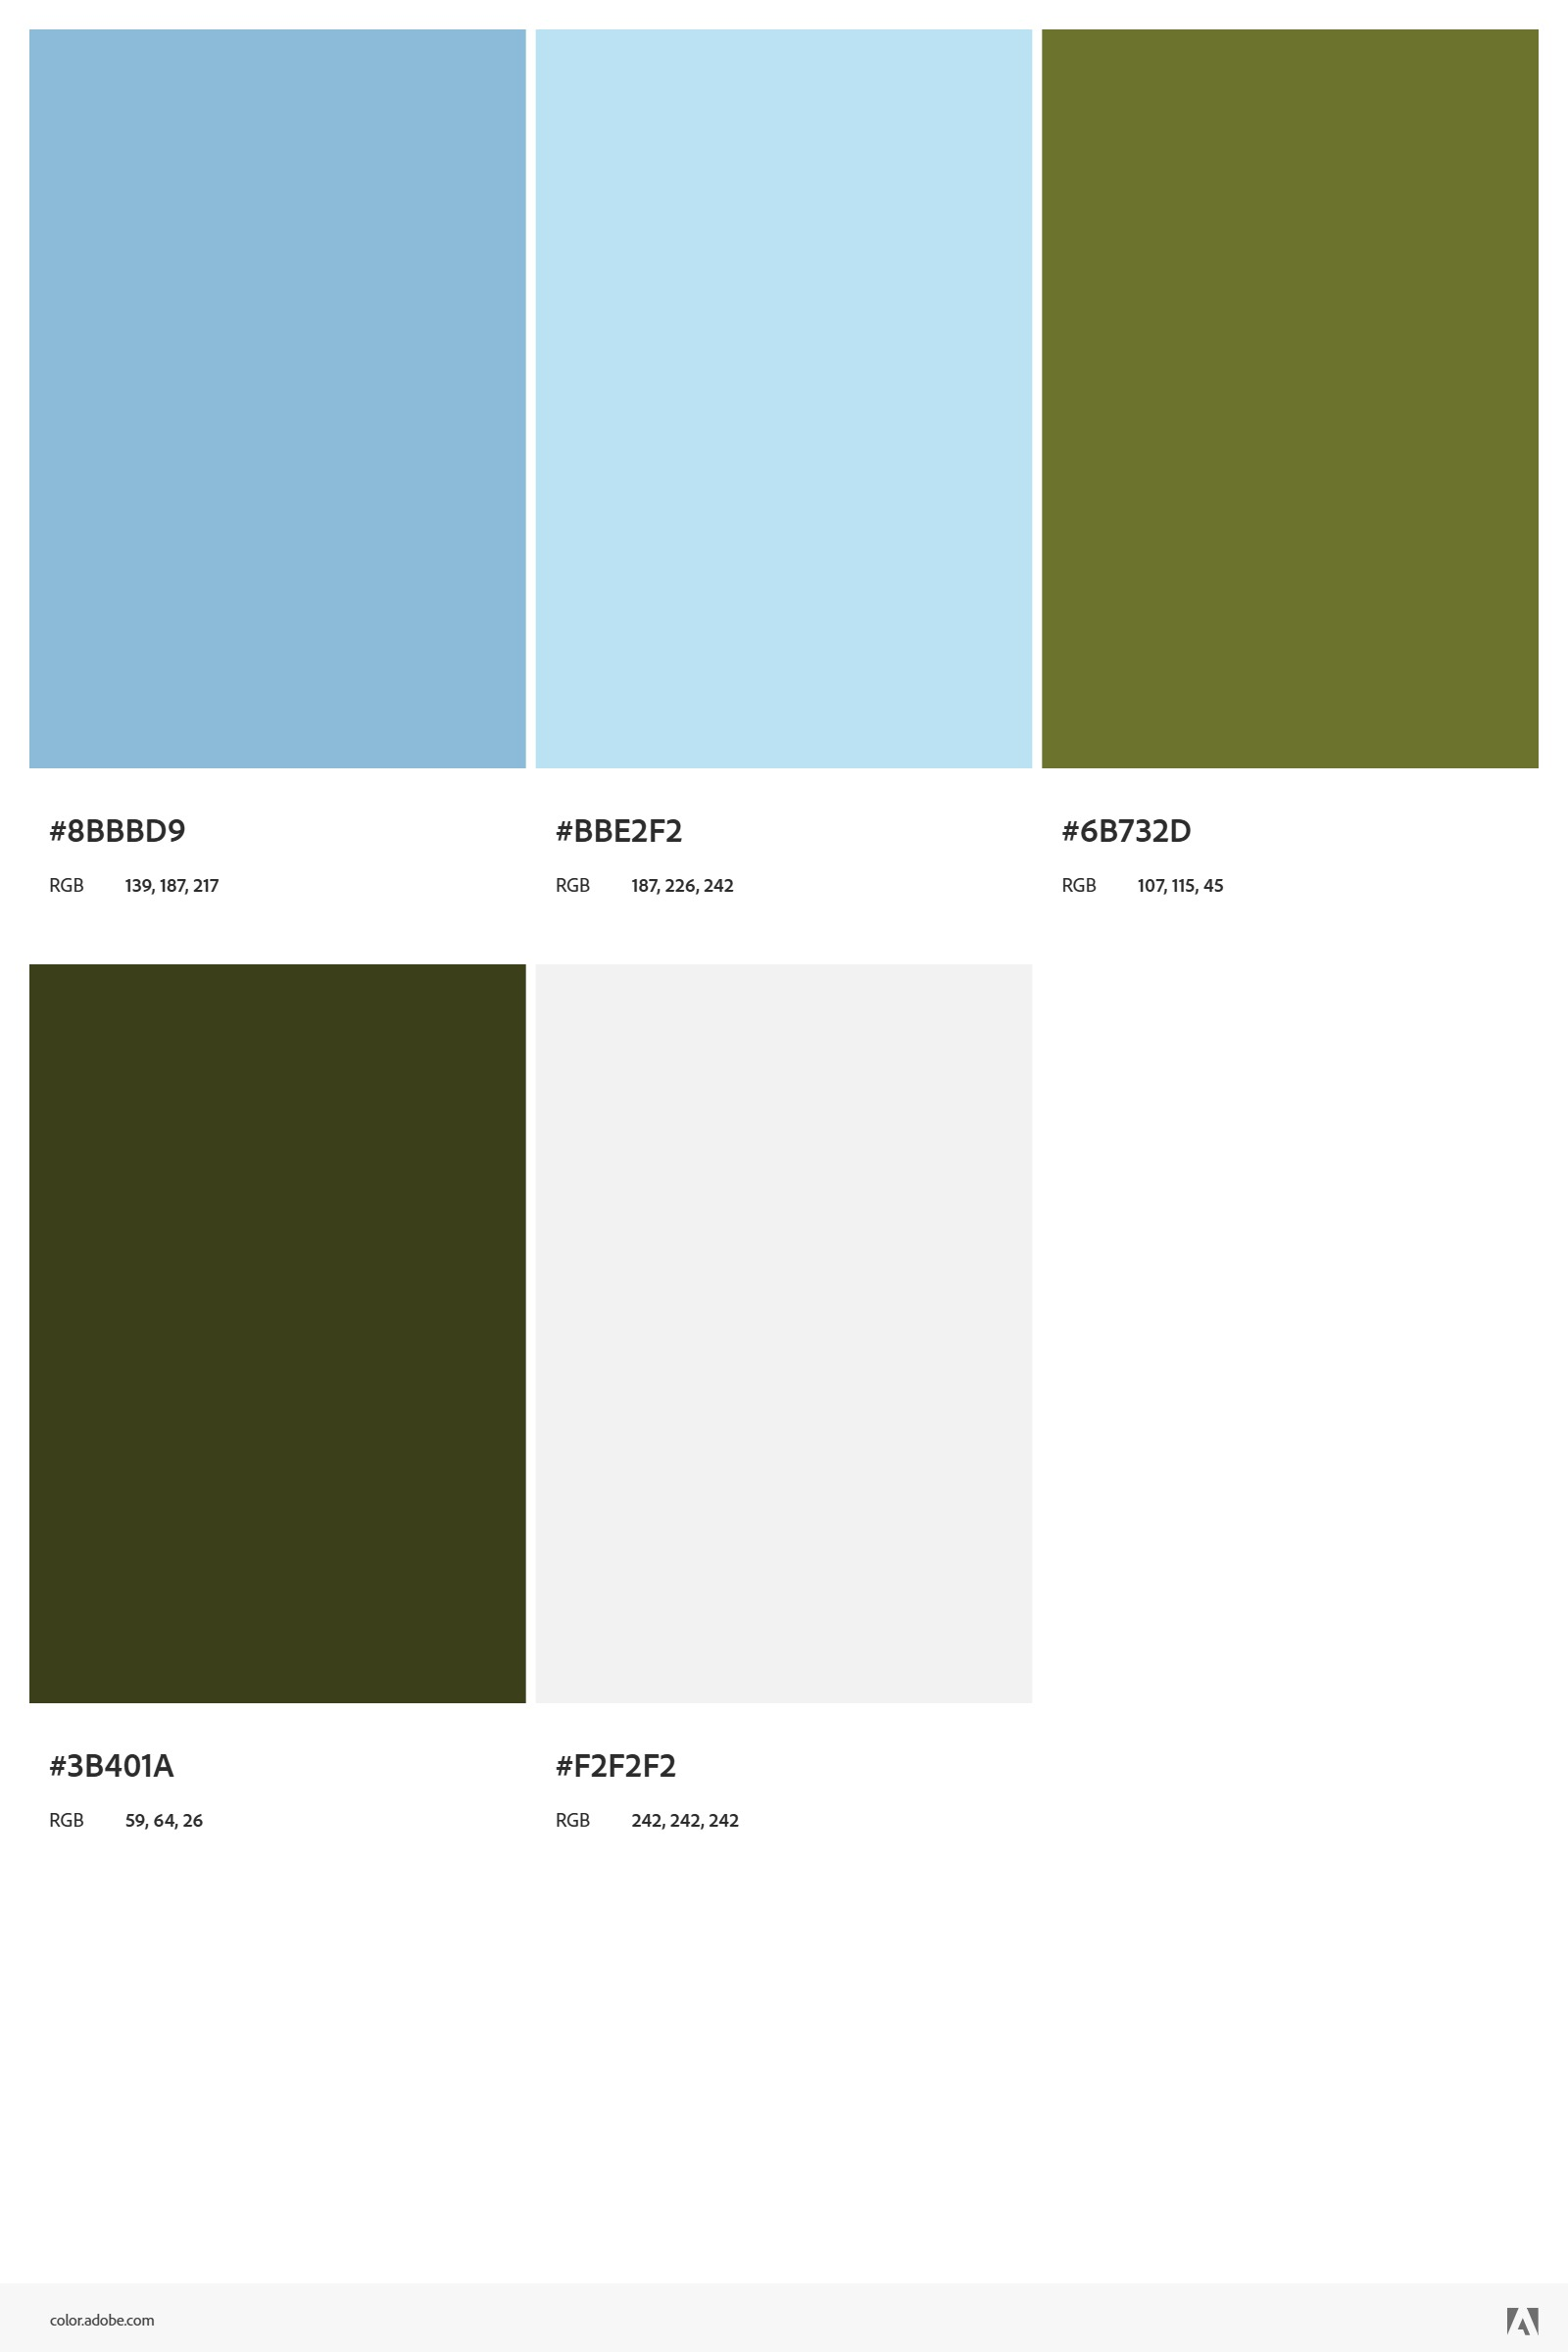 #8BBBD9
#BBE2F2
#6B732D
RGB 139, 187, 217
RGB 187, 226, 242
RGB 107, 115, 45
#3B401A
#F2F2F2
RGB 59, 64, 26
RGB 242, 242, 242
color.adobe.com